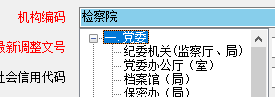 机构编码 检察院
最新调整文号
社会信用代码
一、党委
纪委机关(监察厅、局)
党委办公厅（室）
档案馆（局）
保密办（局）